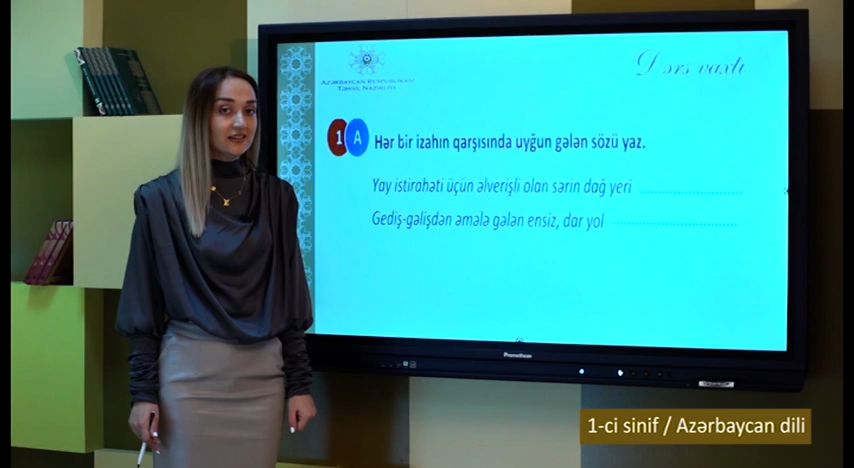 Dərs vaxtı
AZƏRBAYCAN RESPUBLİKASI
TƏHSİL NAZİRLİYİ
1 A Hər bir izahın qarşısında uyğun gələn sözü yaz.
Yay istirahəti üçün əlverişli olan sərin dağ yeri
Gediş-gəlişdən əmələ gələn ensiz, dar yol
Promethean
1-ci sinif / Azərbaycan dili